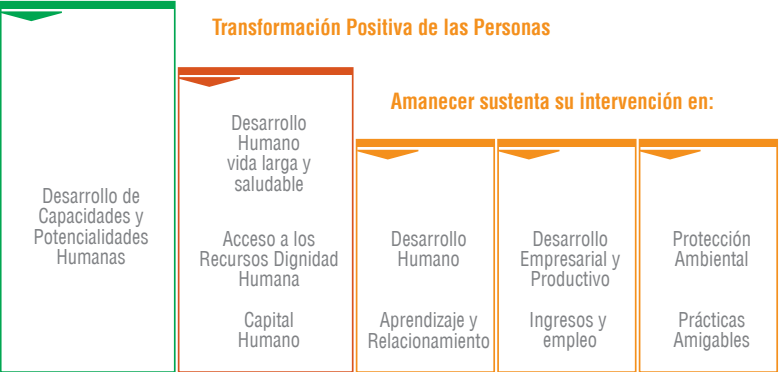 Transformación Positiva de las Personas
Amanecer sustenta su intervención en:
Desarrollo de
Capacidades y
Potencialidades
Humanas
Desarrollo
Humano
vida larga y
saludable
Acceso a los
Recursos Dignidad
Humana
Capital
Humano
Desarrollo
Humano
Aprendizaje y
Relacionamiento
Desarrollo
Empresarial y
Productivo
Ingresos y
empleo
Protección
Ambiental
Prácticas
Amigables